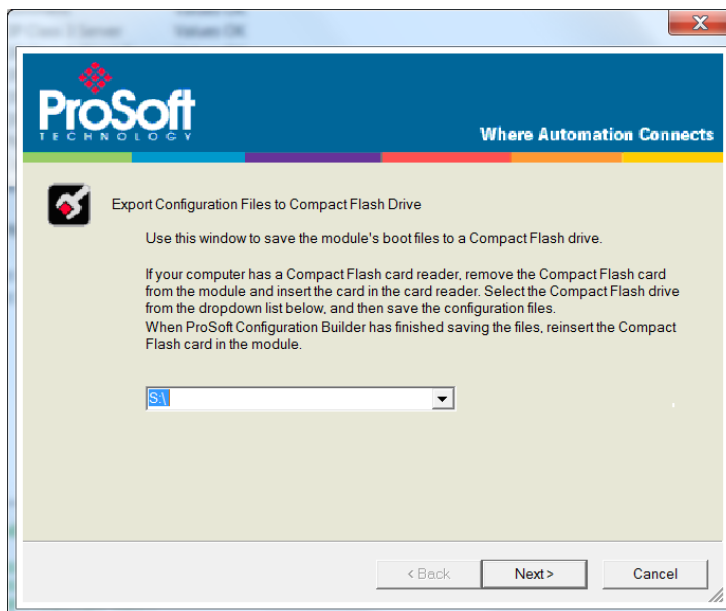 ProSoft
TECHNOLOGY
Where Automation Connects
Export Configuration Files to Compact Flash Drive
Use this window to save the module's boot files to a Compact Flash drive.
If your computer has a Compact Flash card reader, remove the Compact Flash card
from the module and insert the card in the card reader. Select the Compact Flash drive
from the dropdown list below, and then save the configuration files.
When ProSoft Configuration Builder has finished saving the files, reinsert the Compact
Flash card in the module.
S:\
< Back
Next >
Cancel